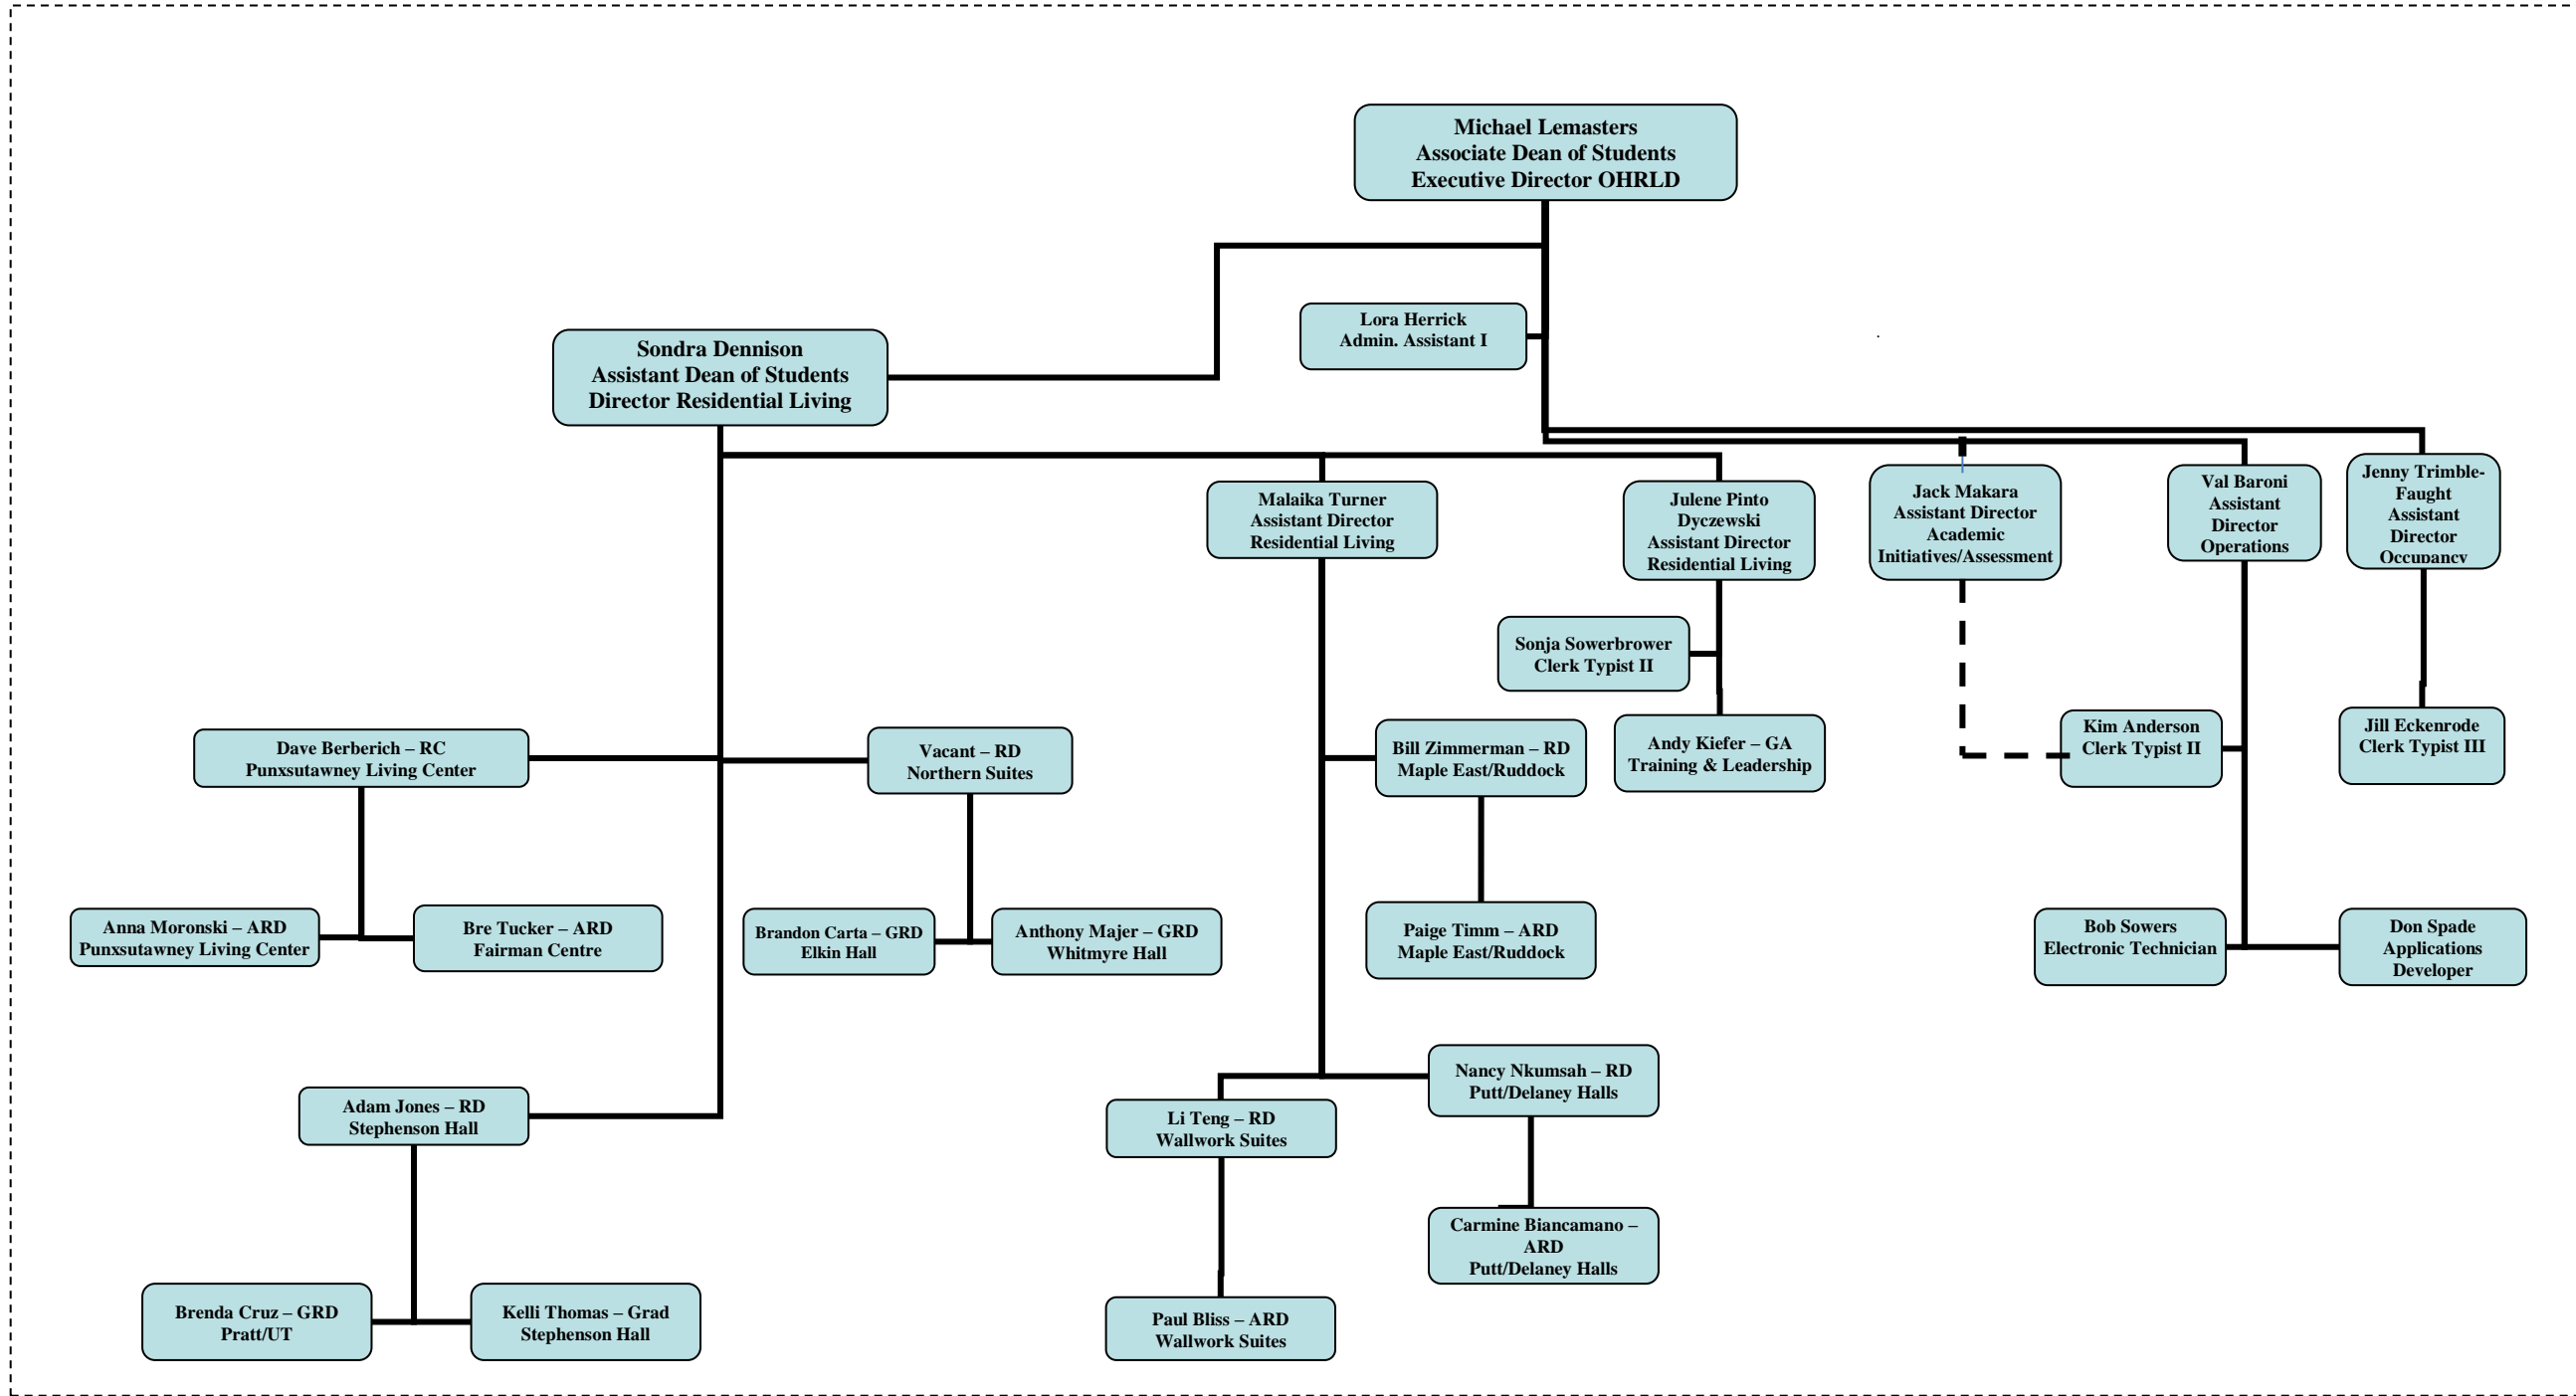 Michael Lemasters
Associate Dean of Students
Executive Director OHRLD
Lora Herrick
Admin. Assistant I
Sondra Dennison
Assistant Dean of Students
Director Residential Living
Malaika Turner
Assistant Director
Residential Living
Julene Pinto
Dyczewski
Assistant Director
Residential Living
Jack Makara
Assistant Director
Academic
Initiatives/Assessment
Val Baroni
Assistant
Director
Operations
Jenny Trimble-
Faught
Assistant
Director
Occupancy
Sonja Sowerbrower
Clerk Typist II
Dave Berberich – RC
Punxsutawney Living Center
Vacant – RD
Northern Suites
Bill Zimmerman – RD
Maple East/Ruddock
Andy Kiefer – GA
Training & Leadership
Kim Anderson
Clerk Typist II
Jill Eckenrode
Clerk Typist III
Anna Moronski – ARD
Punxsutawney Living Center
Bre Tucker – ARD
Fairman Centre
Brandon Carta – GRD
Elkin Hall
Anthony Majer – GRD
Whitmyre Hall
Paige Timm – ARD
Maple East/Ruddock
Bob Sowers
Electronic Technician
Don Spade
Applications
Developer
Adam Jones – RD
Stephenson Hall
Li Teng – RD
Wallwork Suites
Nancy Nkumsah – RD
Putt/Delaney Halls
Carmine Biancamano –
ARD
Putt/Delaney Halls
Brenda Cruz – GRD
Pratt/UT
Kelli Thomas – Grad
Stephenson Hall
Paul Bliss – ARD
Wallwork Suites